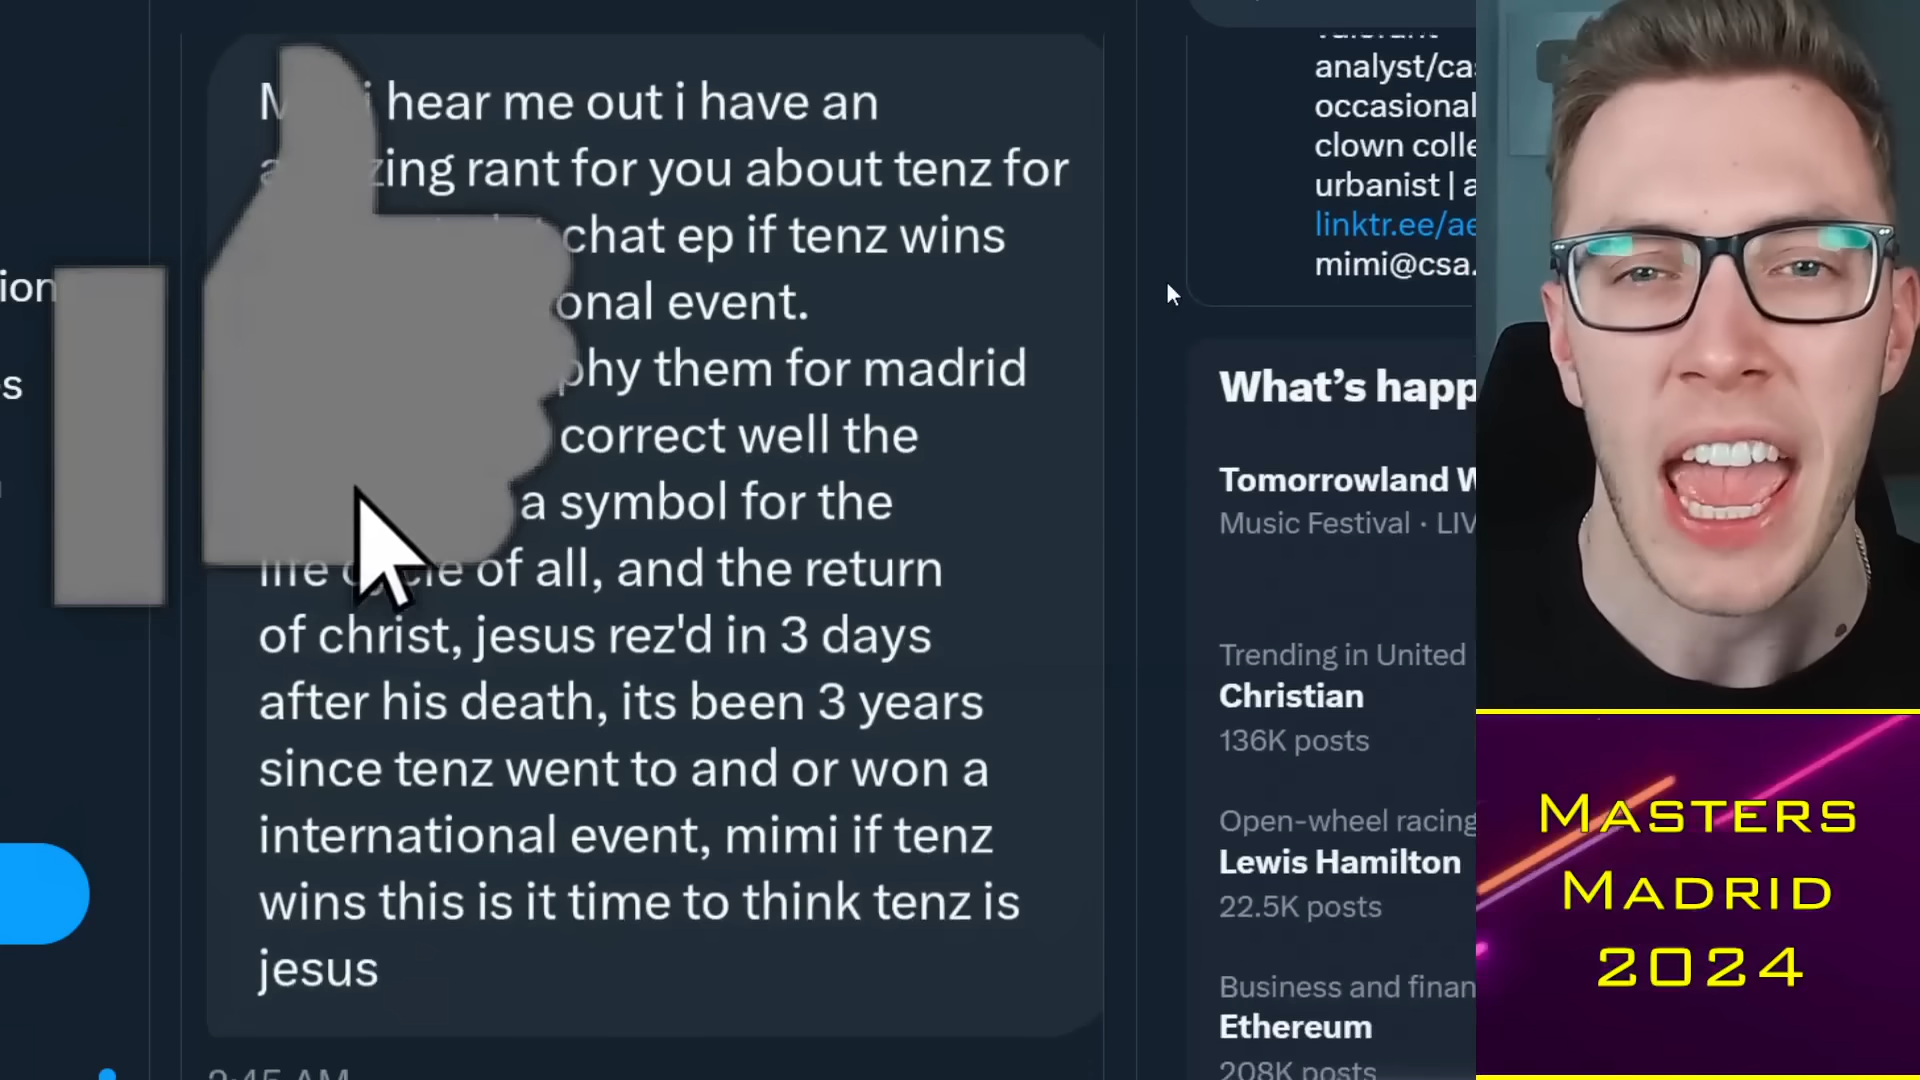 hear me out i have an
rant for you about tenz for
chat ep if tenz wins
event.
them for madrid
correct well the
a symbol for the
life cycle of all, and the return
of christ, jesus rez'd in 3 days
after his death, its been 3 years
since tenz went to and or won a
international event, mimi if tenz
wins this is it time to think tenz is
jesus
analyst/ca
occasional
clown colle
urbanist | a
linktr.ee/ae
mimi@csa.
What's happ
Tomorrowland W
Music Festival · LIV
Trending in United
Christian
136K posts
Open-wheel racing
Lewis Hamilton
22.5K posts
Business and finan
Ethereum
208K posts
Masters
Madrid
2024